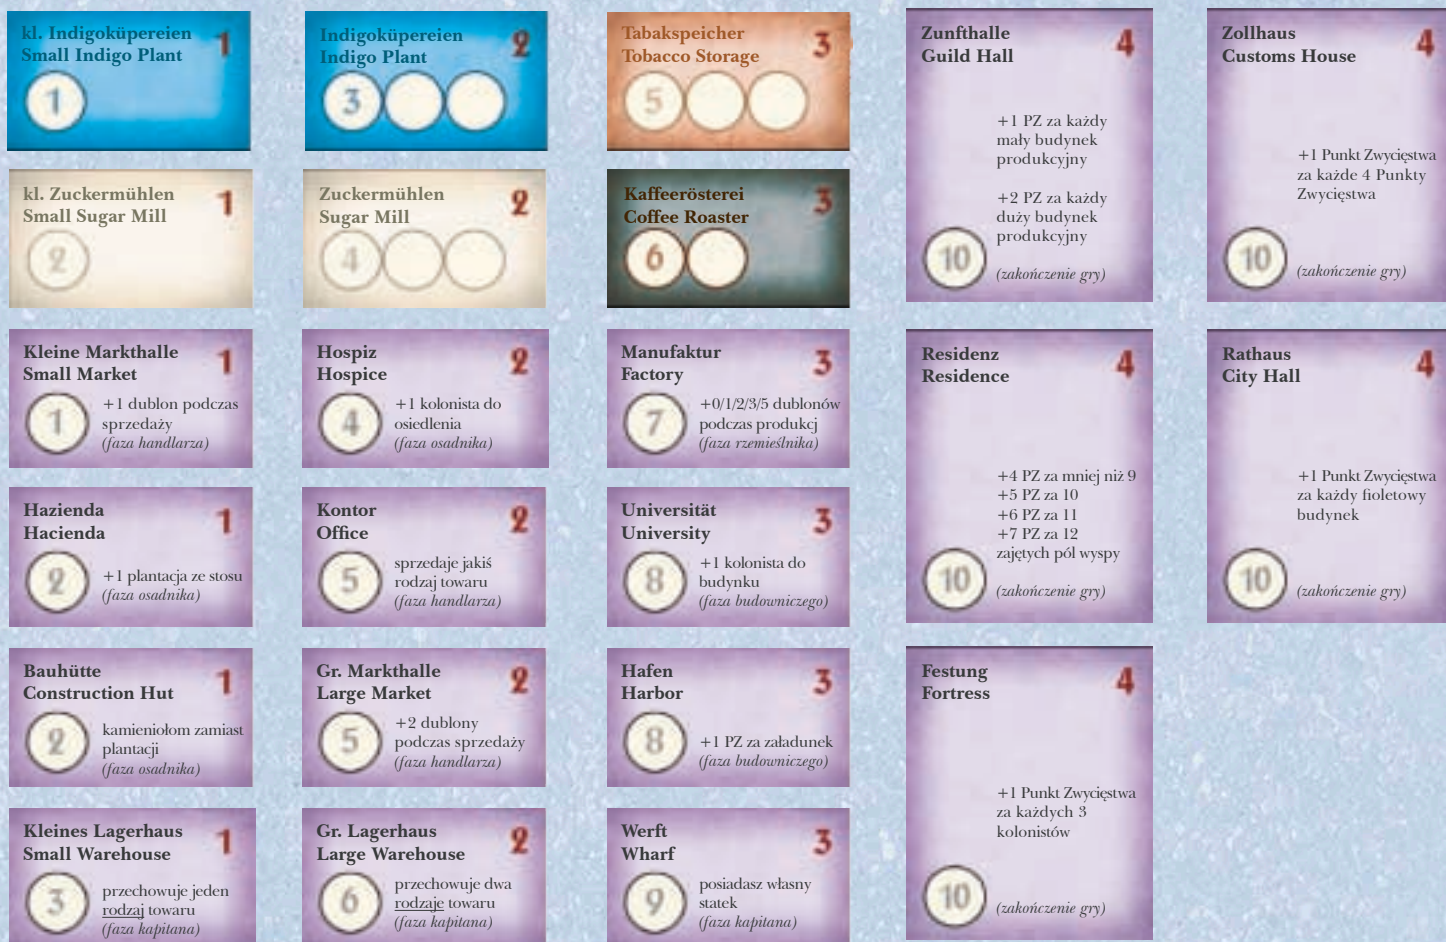 kl. Indigoküpereien
Small Indigo Plant
1
1
Indigoküpereien
Indigo Plant
2
3
Tabakspeicher
Tobacco Storage
3
5
Zunfthalle
Guild Hall
4
+1 PZ za każdy
mały budynek
produkcyjny
+2 PZ za każdy
duży budynek
produkcyjny
10
(zakończenie gry)
Zollhaus
Customs House
4
+1 Punkt Zwycięstwa
za każde 4 Punkty
Zwycięstwa
10
(zakończenie gry)
kl. Zuckermühlen
Small Sugar Mill
1
2
Zuckermühlen
Sugar Mill
2
4
Kaffeerösterei
Coffee Roaster
3
6
Kleine Markthalle
Small Market
1
1
+1 dublon podczas
sprzedaży
(faza handlarza)
Hospiz
Hospice
2
4
+1 kolonista do
osiedlenia
(faza osadnika)
Manufaktur
Factory
3
7
+0/1/2/3/5 dublonów
podczas produkcj
(faza rzemieślnika)
Residenz
Residence
4
+4 PZ za mniej niż 9
+5 PZ za 10
+6 PZ za 11
+7 PZ za 12
zajętych pól wyspy
10
(zakończenie gry)
Rathaus
City Hall
4
+1 Punkt Zwycięstwa
za każdy fioletowy
budynek
10
(zakończenie gry)
Hazienda
Hacienda
1
2
+1 plantacja ze stosu
(faza osadnika)
Kontor
Office
2
5
sprzedaje jakiś
rodzaj towaru
(faza handlarza)
Universität
University
3
8
+1 kolonista do
budynku
(faza budowniczego)
Bauhütte
Construction Hut
1
2
kamieniołom zamiast
plantacji
(faza osadnika)
Gr. Markthalle
Large Market
2
5
+2 dublony
podczas sprzedaży
(faza handlarza)
Hafen
Harbor
3
8
+1 PZ za załadunek
(faza budowniczego)
Festung
Fortress
4
+1 Punkt Zwycięstwa
za każdych 3
kolonistów
10
(zakończenie gry)
Kleines Lagerhaus
Small Warehouse
1
3
przechowuje jeden
rodzaj towaru
(faza kapitana)
Gr. Lagerhaus
Large Warehouse
2
6
przechowuje dwa
rodzaje towaru
(faza kapitana)
Werft
Wharf
3
9
posiadasz własny
statek
(faza kapitana)